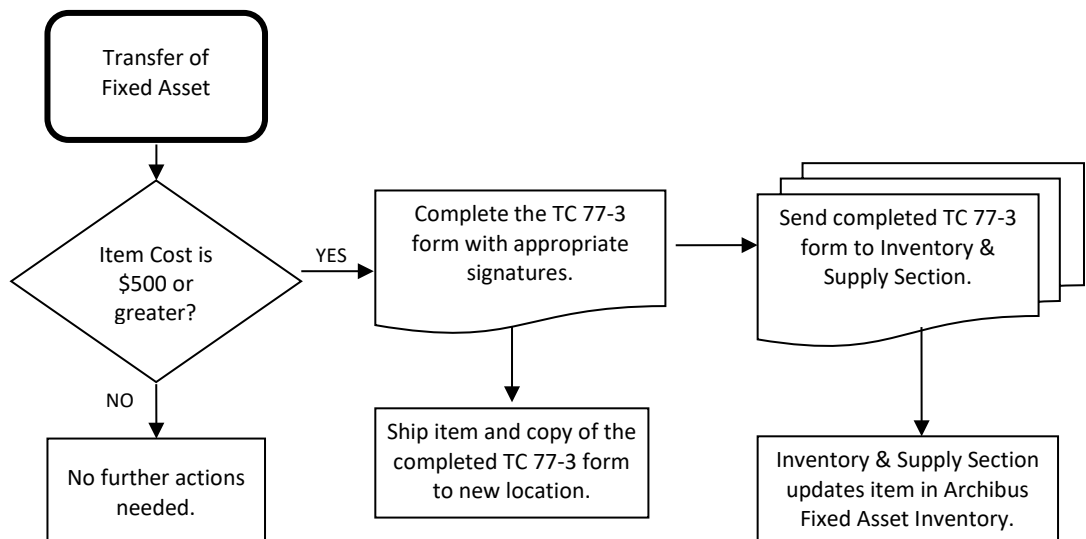 Transfer of
Fixed Asset
Item Cost is
$500 or
greater?
YES
Complete the TC 77-3
form with appropriate
signatures.
Send completed TC 77-3
form to Inventory &
Supply Section.
NO
No further actions
needed.
Ship item and copy of the
completed TC 77-3 form
to new location.
Inventory & Supply Section
updates item in Archibus
Fixed Asset Inventory.